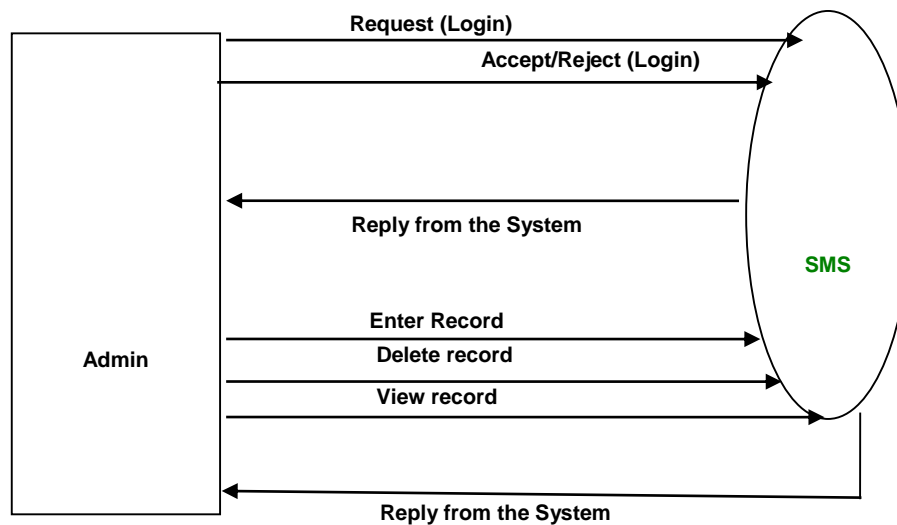 Request (Login)
Accept/Reject (Login)
Reply from the System
SMS
Enter Record
Delete record
Admin
View record
Reply from the System